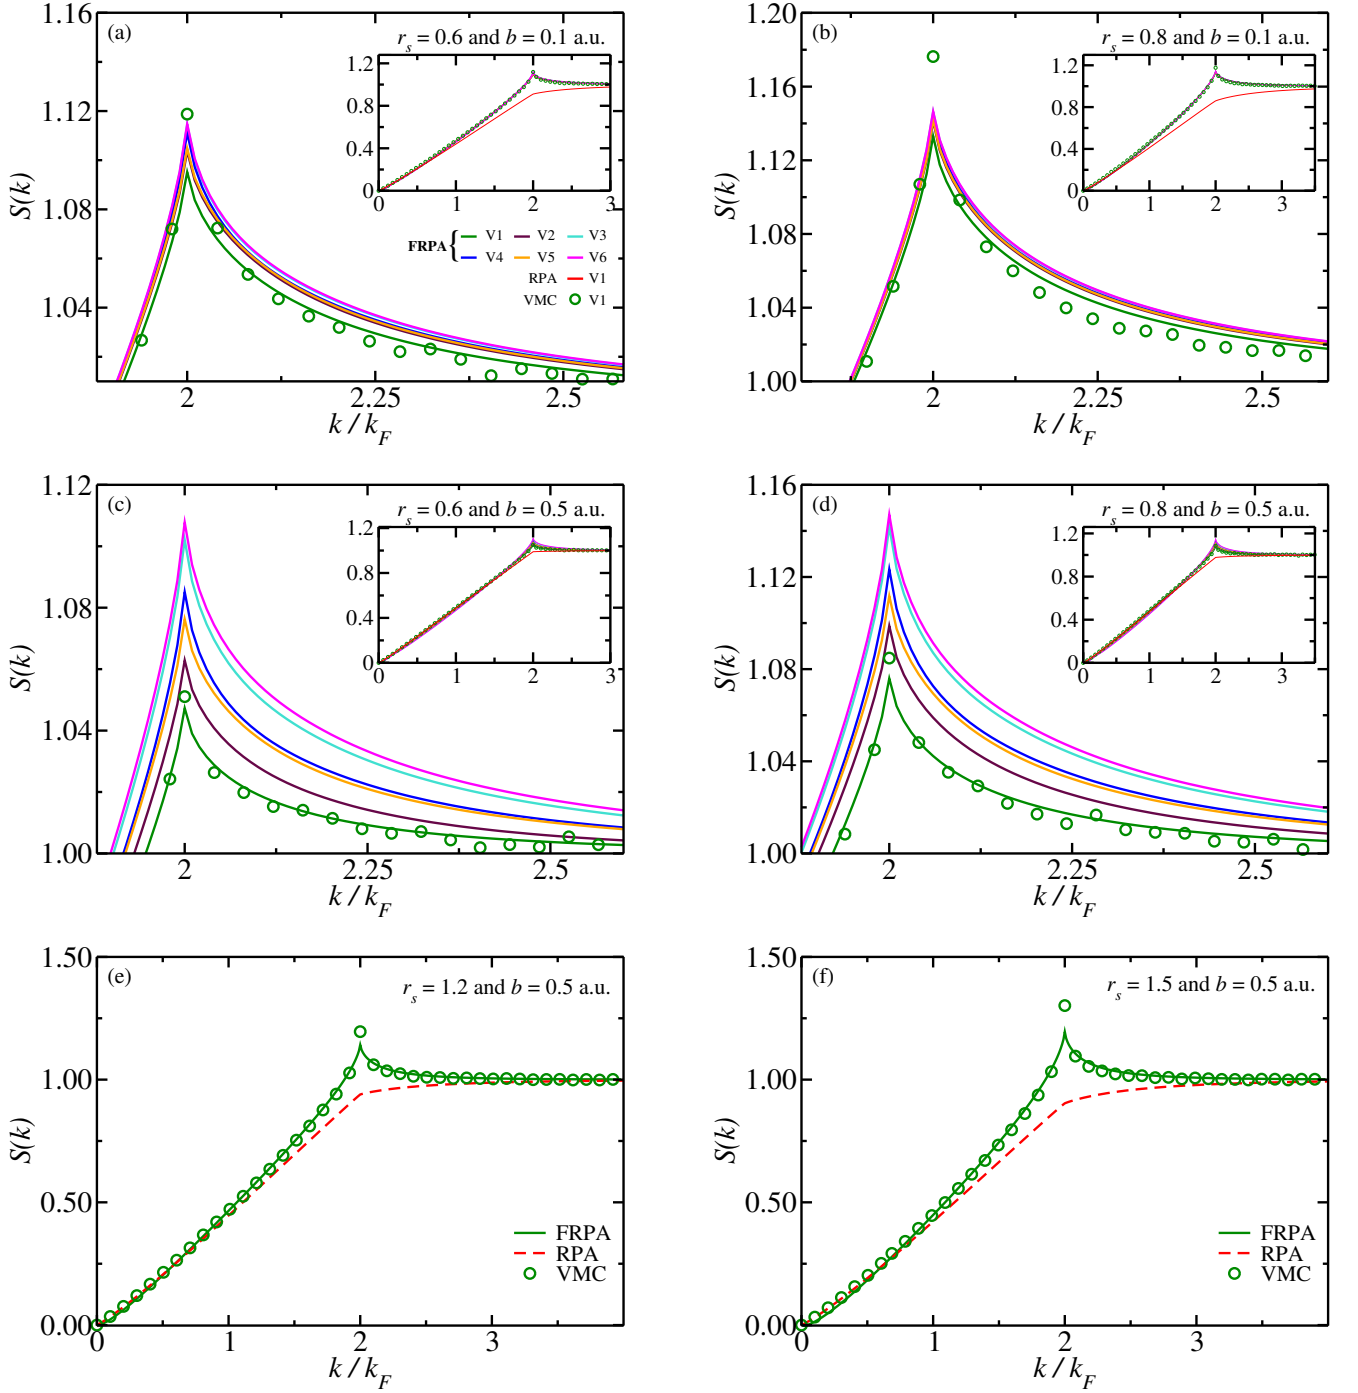 (a)
r_s = 0.6 and b = 0.1 a.u.
1.16
1.12
1.08
1.04
S(k)
2
2.25
2.5
k / k_F
1.2
0.8
0.4
0
0
1
2
3
FRPA { V1 V2 V3
V4 V5 V6
RPA V1
VMC V1
(b)
r_s = 0.8 and b = 0.1 a.u.
1.20
1.16
1.12
1.08
1.04
1.00
S(k)
2
2.25
2.5
k / k_F
1.2
0.8
0.4
0
0
1
2
3
(c)
r_s = 0.6 and b = 0.5 a.u.
1.12
1.08
1.04
1.00
S(k)
2
2.25
2.5
k / k_F
1.2
0.8
0.4
0
0
1
2
3
(d)
r_s = 0.8 and b = 0.5 a.u.
1.16
1.12
1.08
1.04
1.00
S(k)
2
2.25
2.5
k / k_F
1.2
0.8
0.4
0
0
1
2
3
(e)
r_s = 1.2 and b = 0.5 a.u.
1.50
1.00
0.50
0.00
S(k)
0
1
2
3
k / k_F
FRPA
RPA
VMC
(f)
r_s = 1.5 and b = 0.5 a.u.
1.50
1.00
0.50
0.00
S(k)
0
1
2
3
k / k_F
FRPA
RPA
VMC